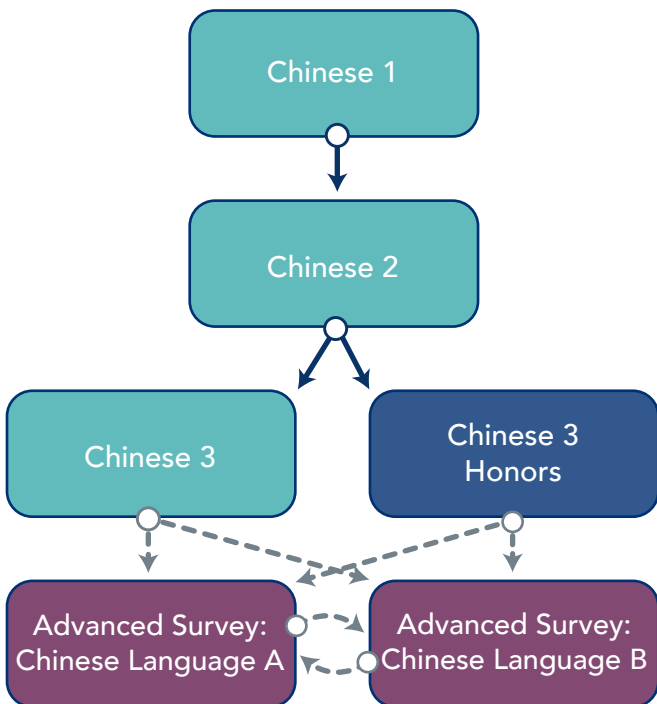 Chinese 1
Chinese 2
Chinese 3
Chinese 3
Honors
Advanced Survey:
Chinese Language A
Advanced Survey:
Chinese Language B